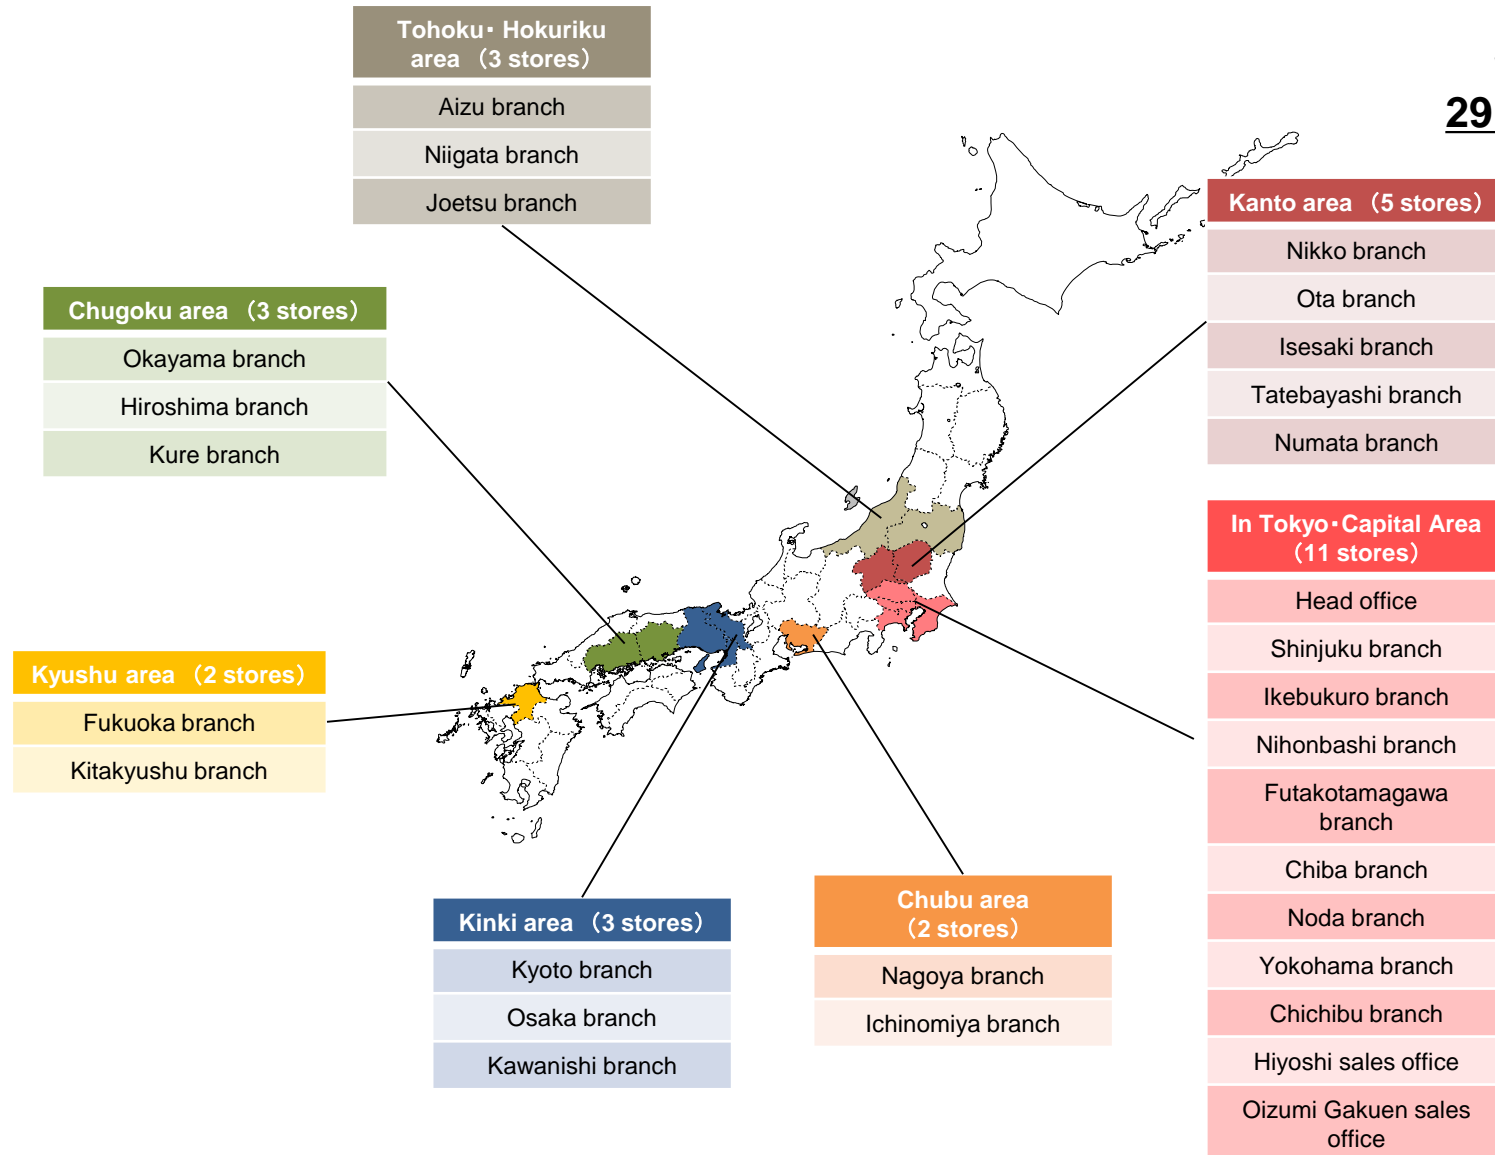 Tohoku・Hokuriku
area （3 stores）
Aizu branch
Niigata branch
Joetsu branch
29
Kanto area （5 stores）
Nikko branch
Ota branch
Isesaki branch
Tatebayashi branch
Numata branch
Chugoku area （3 stores）
Okayama branch
Hiroshima branch
Kure branch
In Tokyo・Capital Area
（11 stores）
Head office
Shinjuku branch
Ikebukuro branch
Nihonbashi branch
Futakotamagawa
branch
Chiba branch
Noda branch
Yokohama branch
Chichibu branch
Hiyoshi sales office
Oizumi Gakuen sales
office
Kyushu area （2 stores）
Fukuoka branch
Kitakyushu branch
Kinki area （3 stores）
Kyoto branch
Osaka branch
Kawanishi branch
Chubu area
（2 stores）
Nagoya branch
Ichinomiya branch